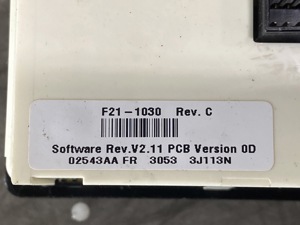 F21-1030 Rev. C
Software Rev.V2.11 PCB Version 0D
02543AA FR 3053 3J113N